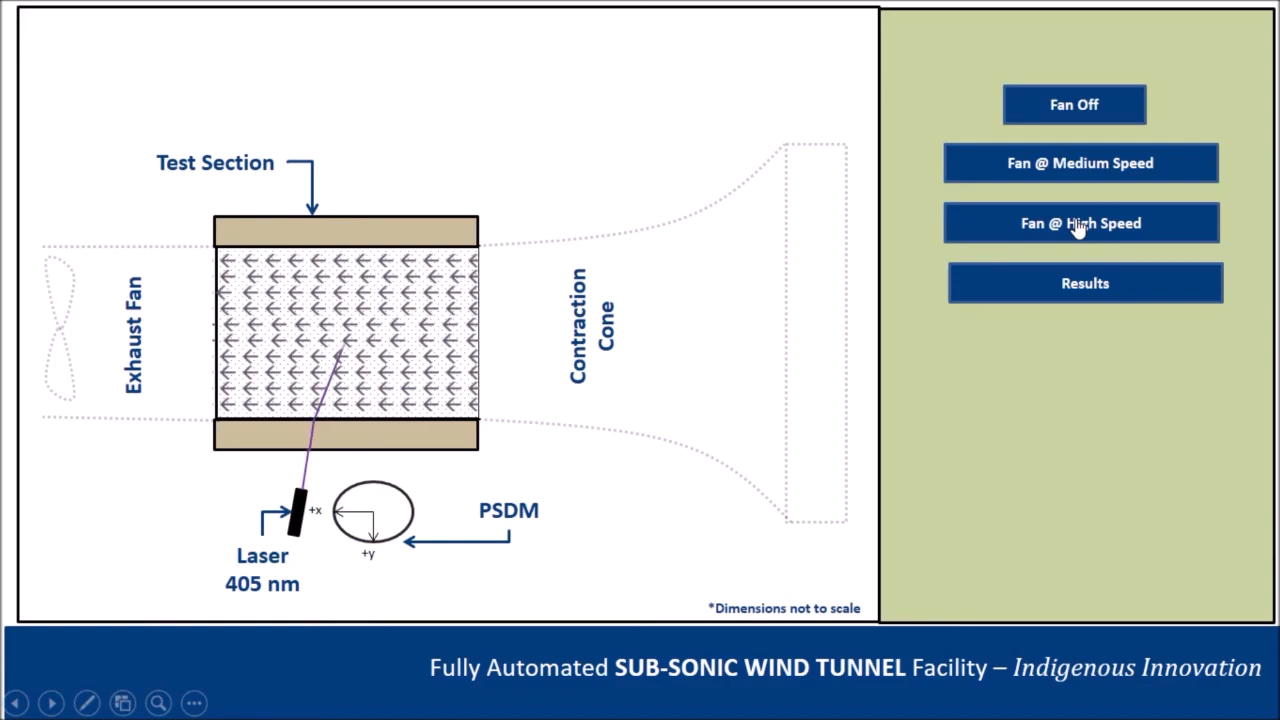 Fan Off
Test Section
Fan @ Medium Speed
Fan @ High Speed
Exhaust Fan
Contraction
Cone
Results
+x
PSDM
+y
Laser
405 nm
*Dimensions not to scale
Fully Automated SUB-SONIC WIND TUNNEL Facility – Indigenous Innovation